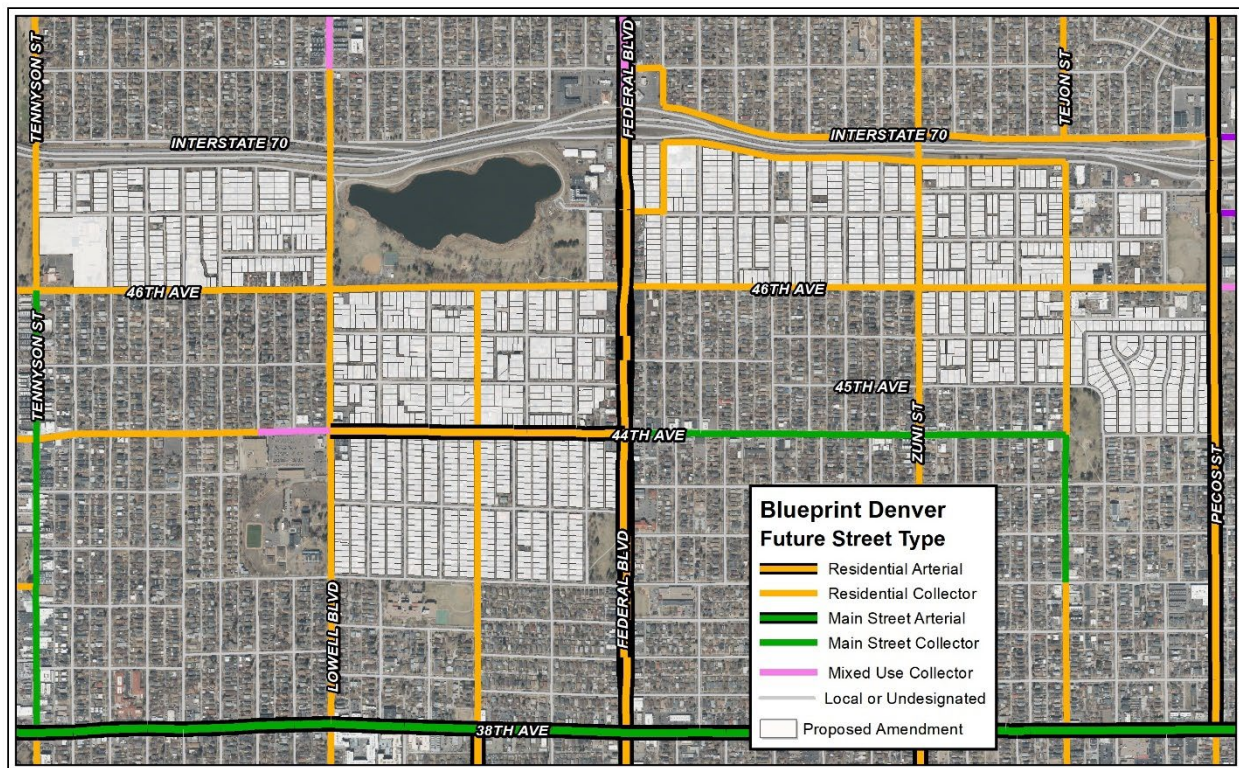 TENNYSON ST
FEDERAL BLVD
TEJON ST
INTERSTATE 70
INTERSTATE 70
46TH AVE
46TH AVE
TENNYSON ST
45TH AVE
44TH AVE
ZUNI ST
PECOS ST
LOWELL BLVD
FEDERAL BLVD
38TH AVE
Blueprint Denver
Future Street Type
Residential Arterial
Residential Collector
Main Street Arterial
Main Street Collector
Mixed Use Collector
Local or Undesignated
Proposed Amendment